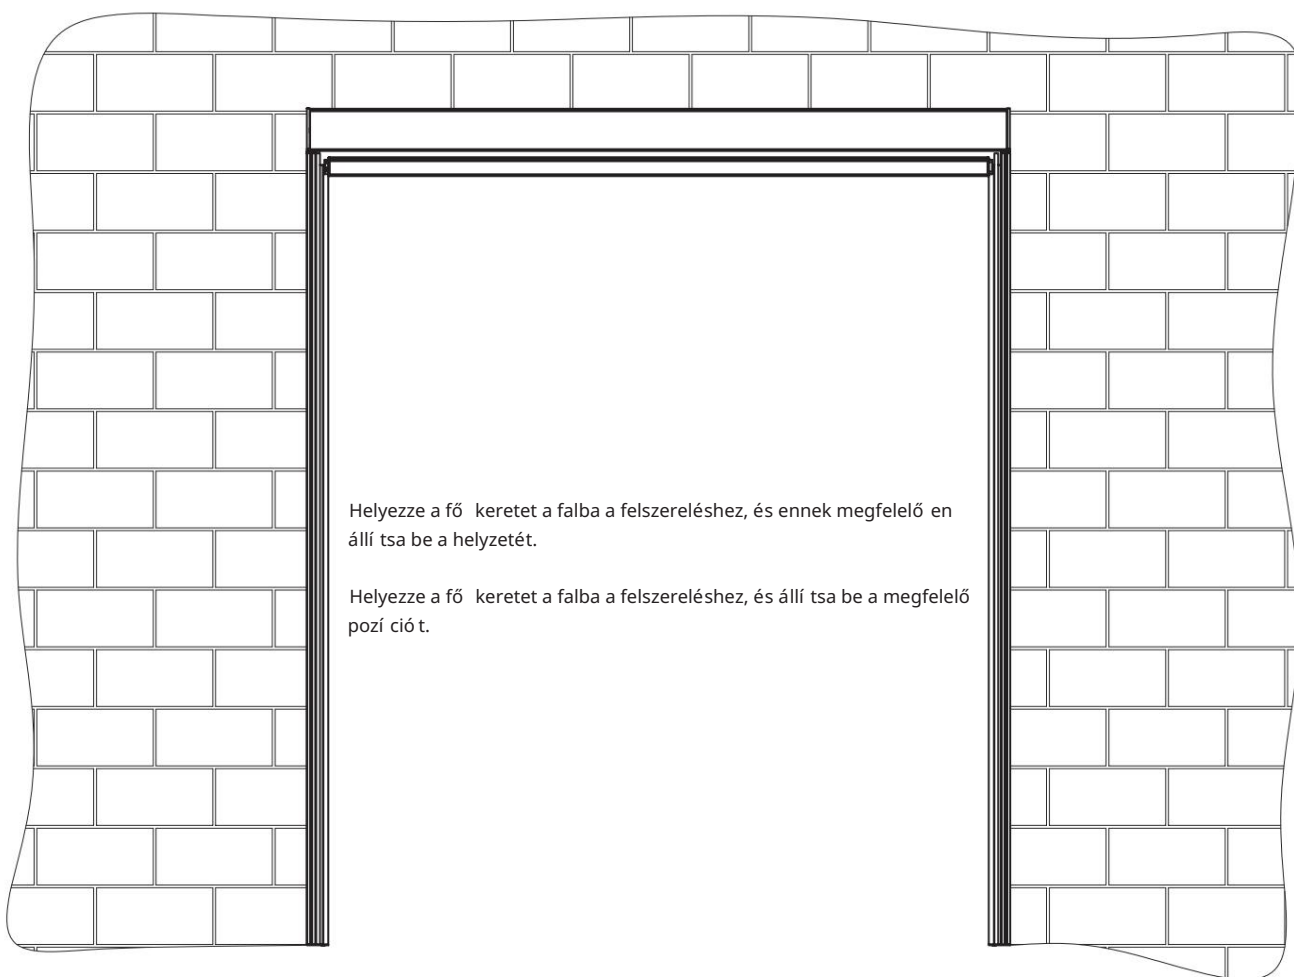 Helyezze a fő keretet a falba a felszereléshez, és ennek megfelelő en
állí tsa be a helyzetét.
Helyezze a fő keretet a falba a felszereléshez, és állí tsa be a megfelelő
pozí ció t.